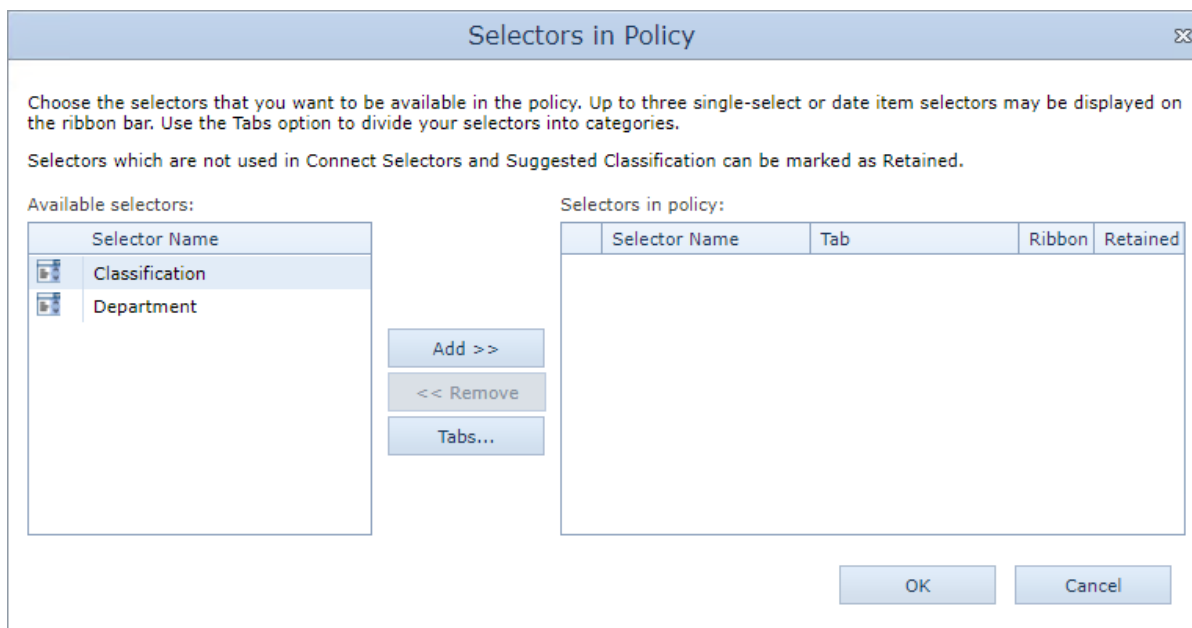 Selectors in Policy
Choose the selectors that you want to be available in the policy. Up to three single-select or date item selectors may be displayed on
the ribbon bar. Use the Tabs option to divide your selectors into categories.
Selectors which are not used in Connect Selectors and Suggested Classification can be marked as Retained.
Available selectors:
Selector Name
Classification
Department
Add >>
<< Remove
Tabs...
Selectors in policy:
Selector Name Tab Ribbon Retained
OK Cancel